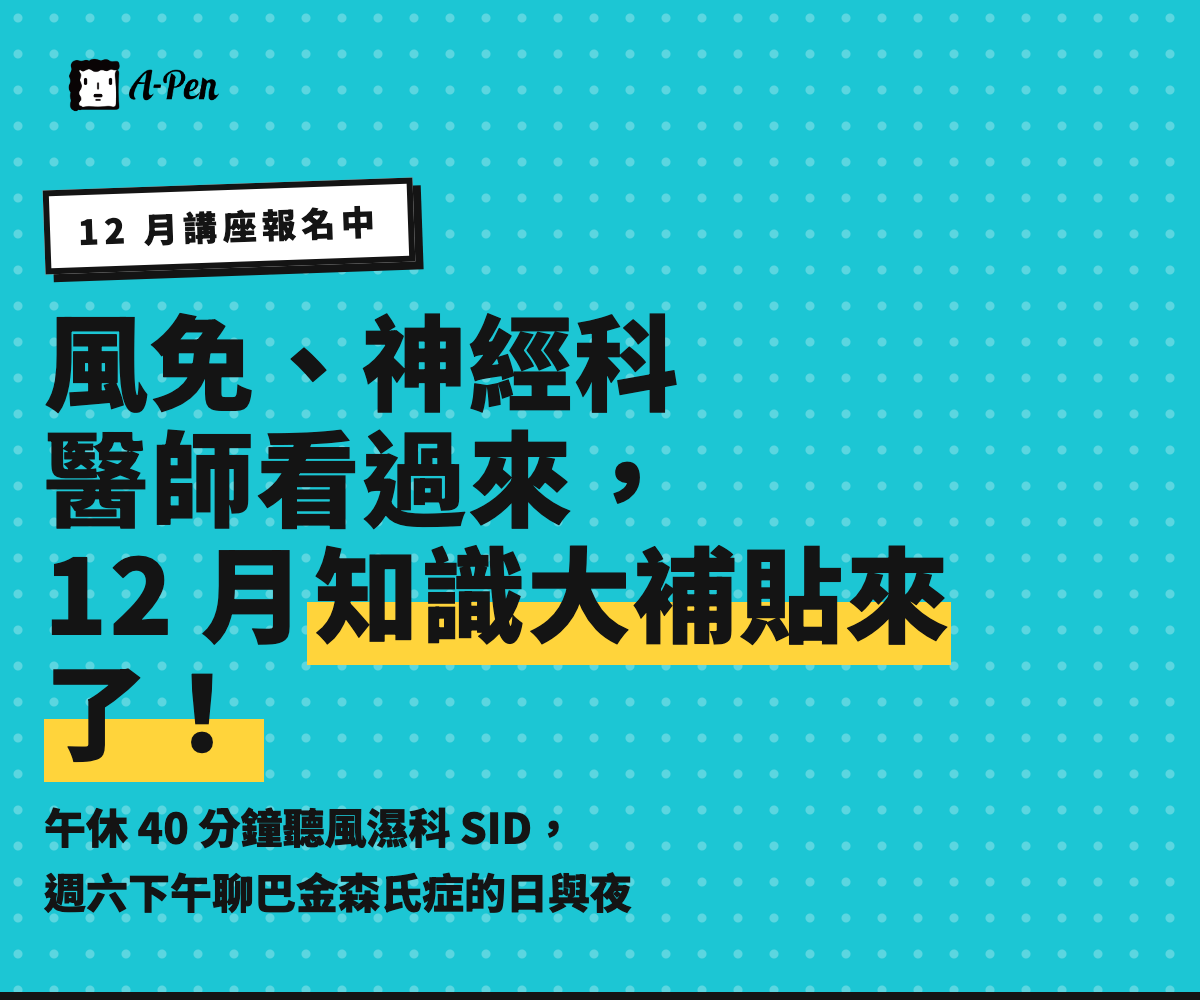 A-Pen
12 月講座報名中
風免、神經科
醫師看過來，
12 月知識大補貼來
了！
午休 40 分鐘聽風濕科 SID，
週六下午聊巴金森氏症的日與夜